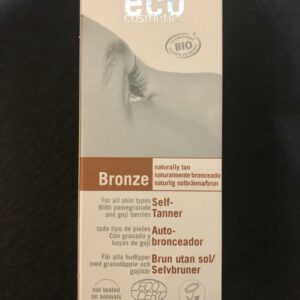 eco
cosmetics
BIO
Bronze
naturally tan
naturalmente bronceado
naturlig solbränna/brun
For all skin types
With pomegranate
and goji berries
Self-
Tanner
todo tipo de pieles
Con granada y
bayas de goji
Auto-
bronceador
För alla hudtyper
med granatäpple och
gojibär
Brun utan sol/
Selvbruner
not tested
on animals
ECO
CERT